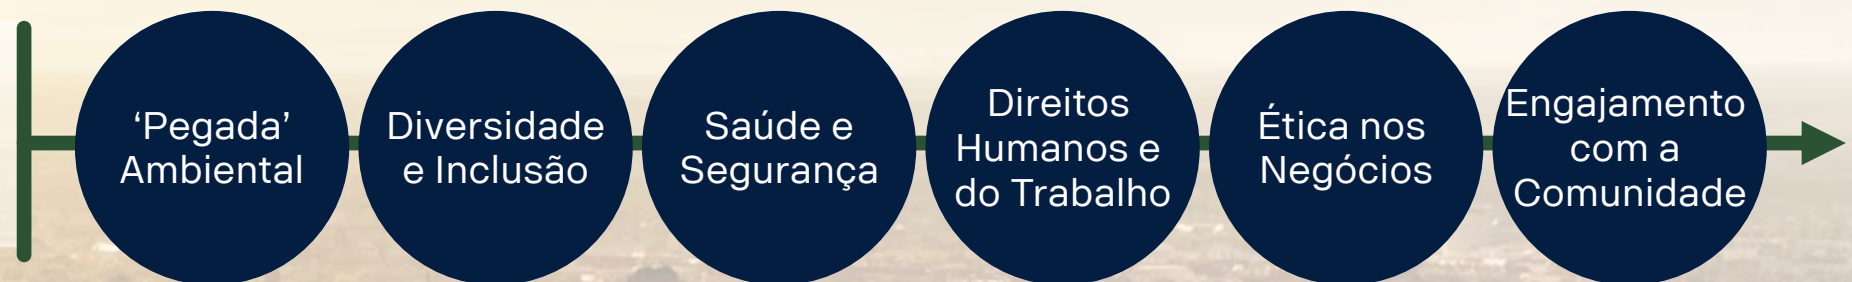 ‘Pegada’
Ambiental
Diversidade
e Inclusão
Saúde e
Segurança
Direitos
Humanos e
do Trabalho
Ética nos
Negócios
Engajamento
com a
Comunidade